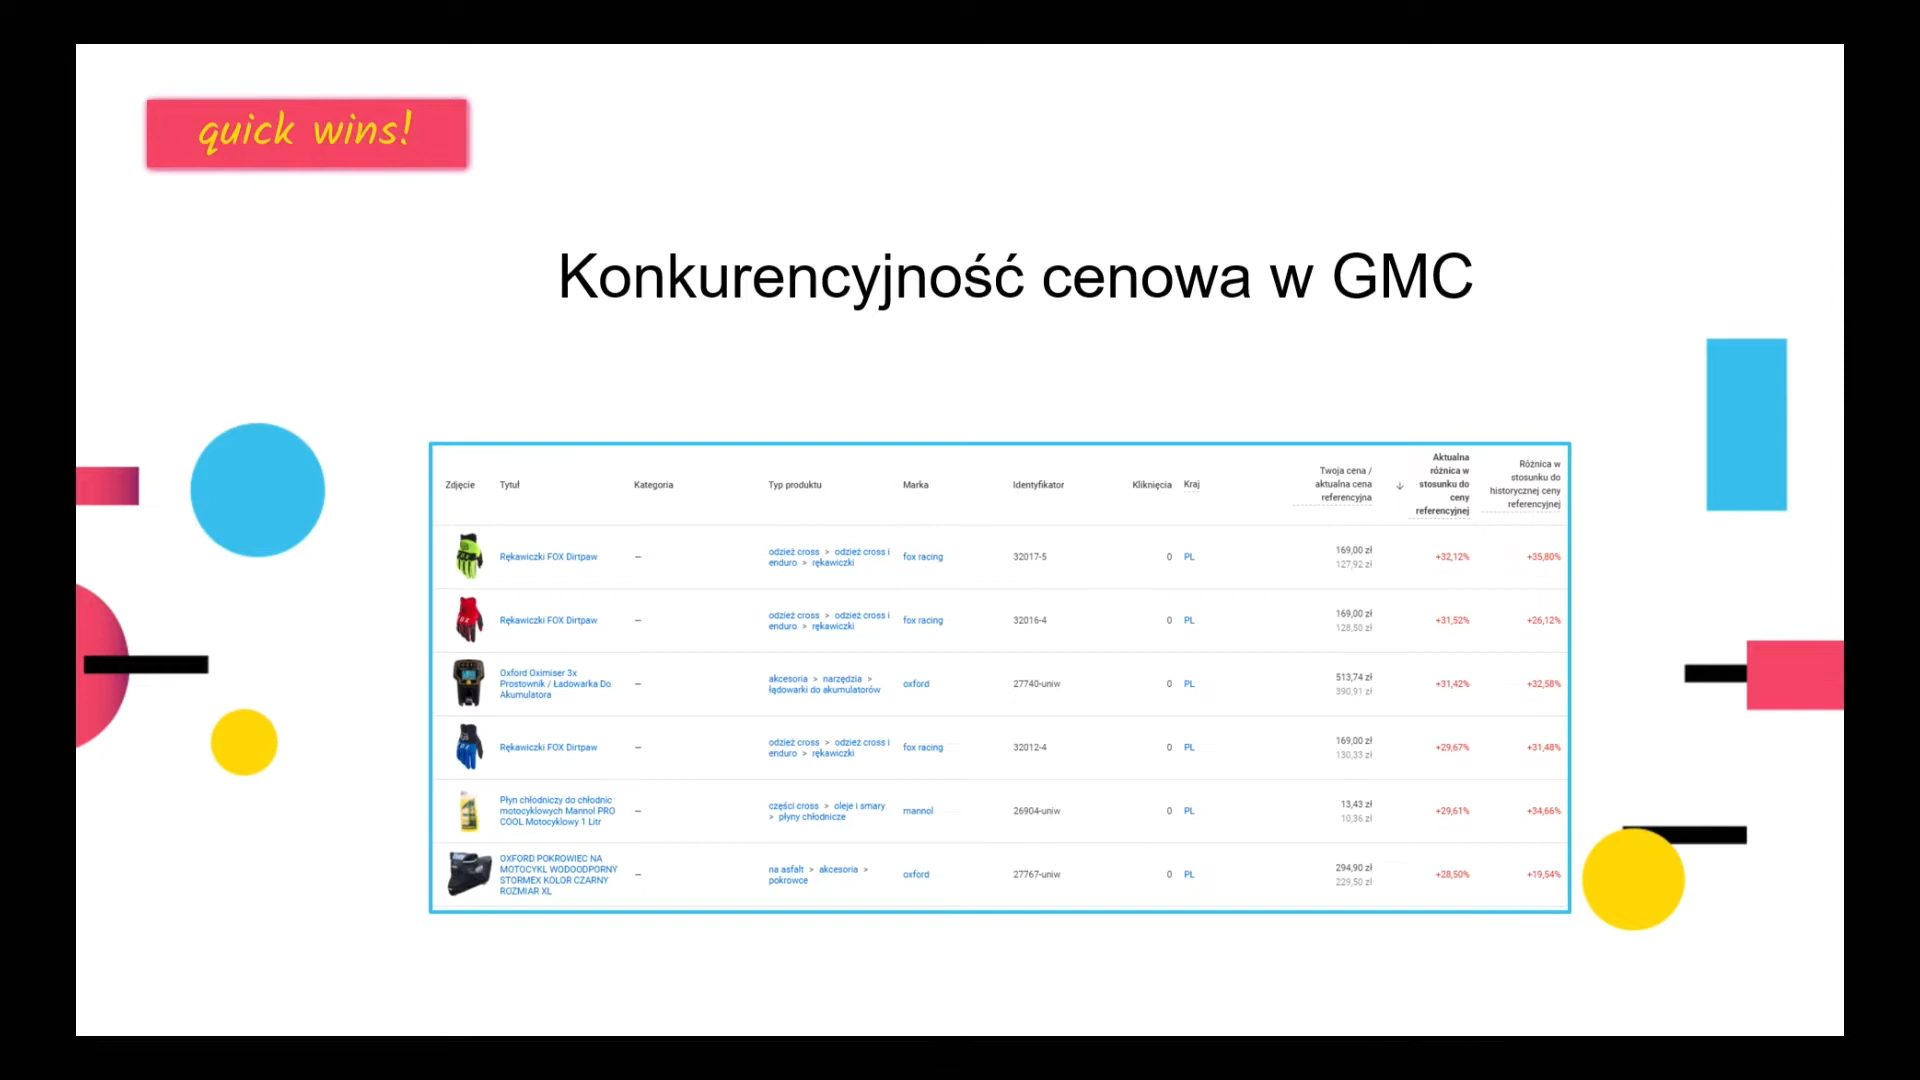 quick wins!
Konkurencyjność cenowa w GMC
Zdjęcie Tytuł Kategoria Typ produktu Marka Identyfikator Kliknięcia Kraj Twoja cena / aktualna cena referencyjna ↓ Aktualna różnica w stosunku do ceny referencyjnej Różnica w stosunku do historycznej ceny referencyjnej
Rękawiczki FOX Dirtpaw — odzież cross > odzież cross i enduro > rękawiczki fox racing 32017-5 0 PL 169,00 zł 127,92 zł +32,12% +35,80%
Rękawiczki FOX Dirtpaw — odzież cross > odzież cross i enduro > rękawiczki fox racing 32016-4 0 PL 169,00 zł 128,50 zł +31,52% +26,12%
Oxford Oximiser 3x Prostownik / Ładowarka Do Akumulatora — akcesoria > narzędzia > łądowarki do akumulatorów oxford 27740-uniw 0 PL 513,74 zł 390,91 zł +31,42% +32,58%
Rękawiczki FOX Dirtpaw — odzież cross > odzież cross i enduro > rękawiczki fox racing 32012-4 0 PL 169,00 zł 130,33 zł +29,67% +31,48%
Płyn chłodniczy do chłodnic motocyklowych Mannol PRO COOL Motocyklowy 1 Litr — części cross > oleje i smary > płyny chłodnicze mannol 26904-uniw 0 PL 13,43 zł 10,36 zł +29,61% +34,66%
OXFORD POKROWIEC NA MOTOCYKL WODOODPORNY STORMEX KOLOR CZARNY ROZMIAR XL — na asfalt > akcesoria > pokrowce oxford 27767-uniw 0 PL 294,90 zł 229,50 zł +28,50% +19,54%